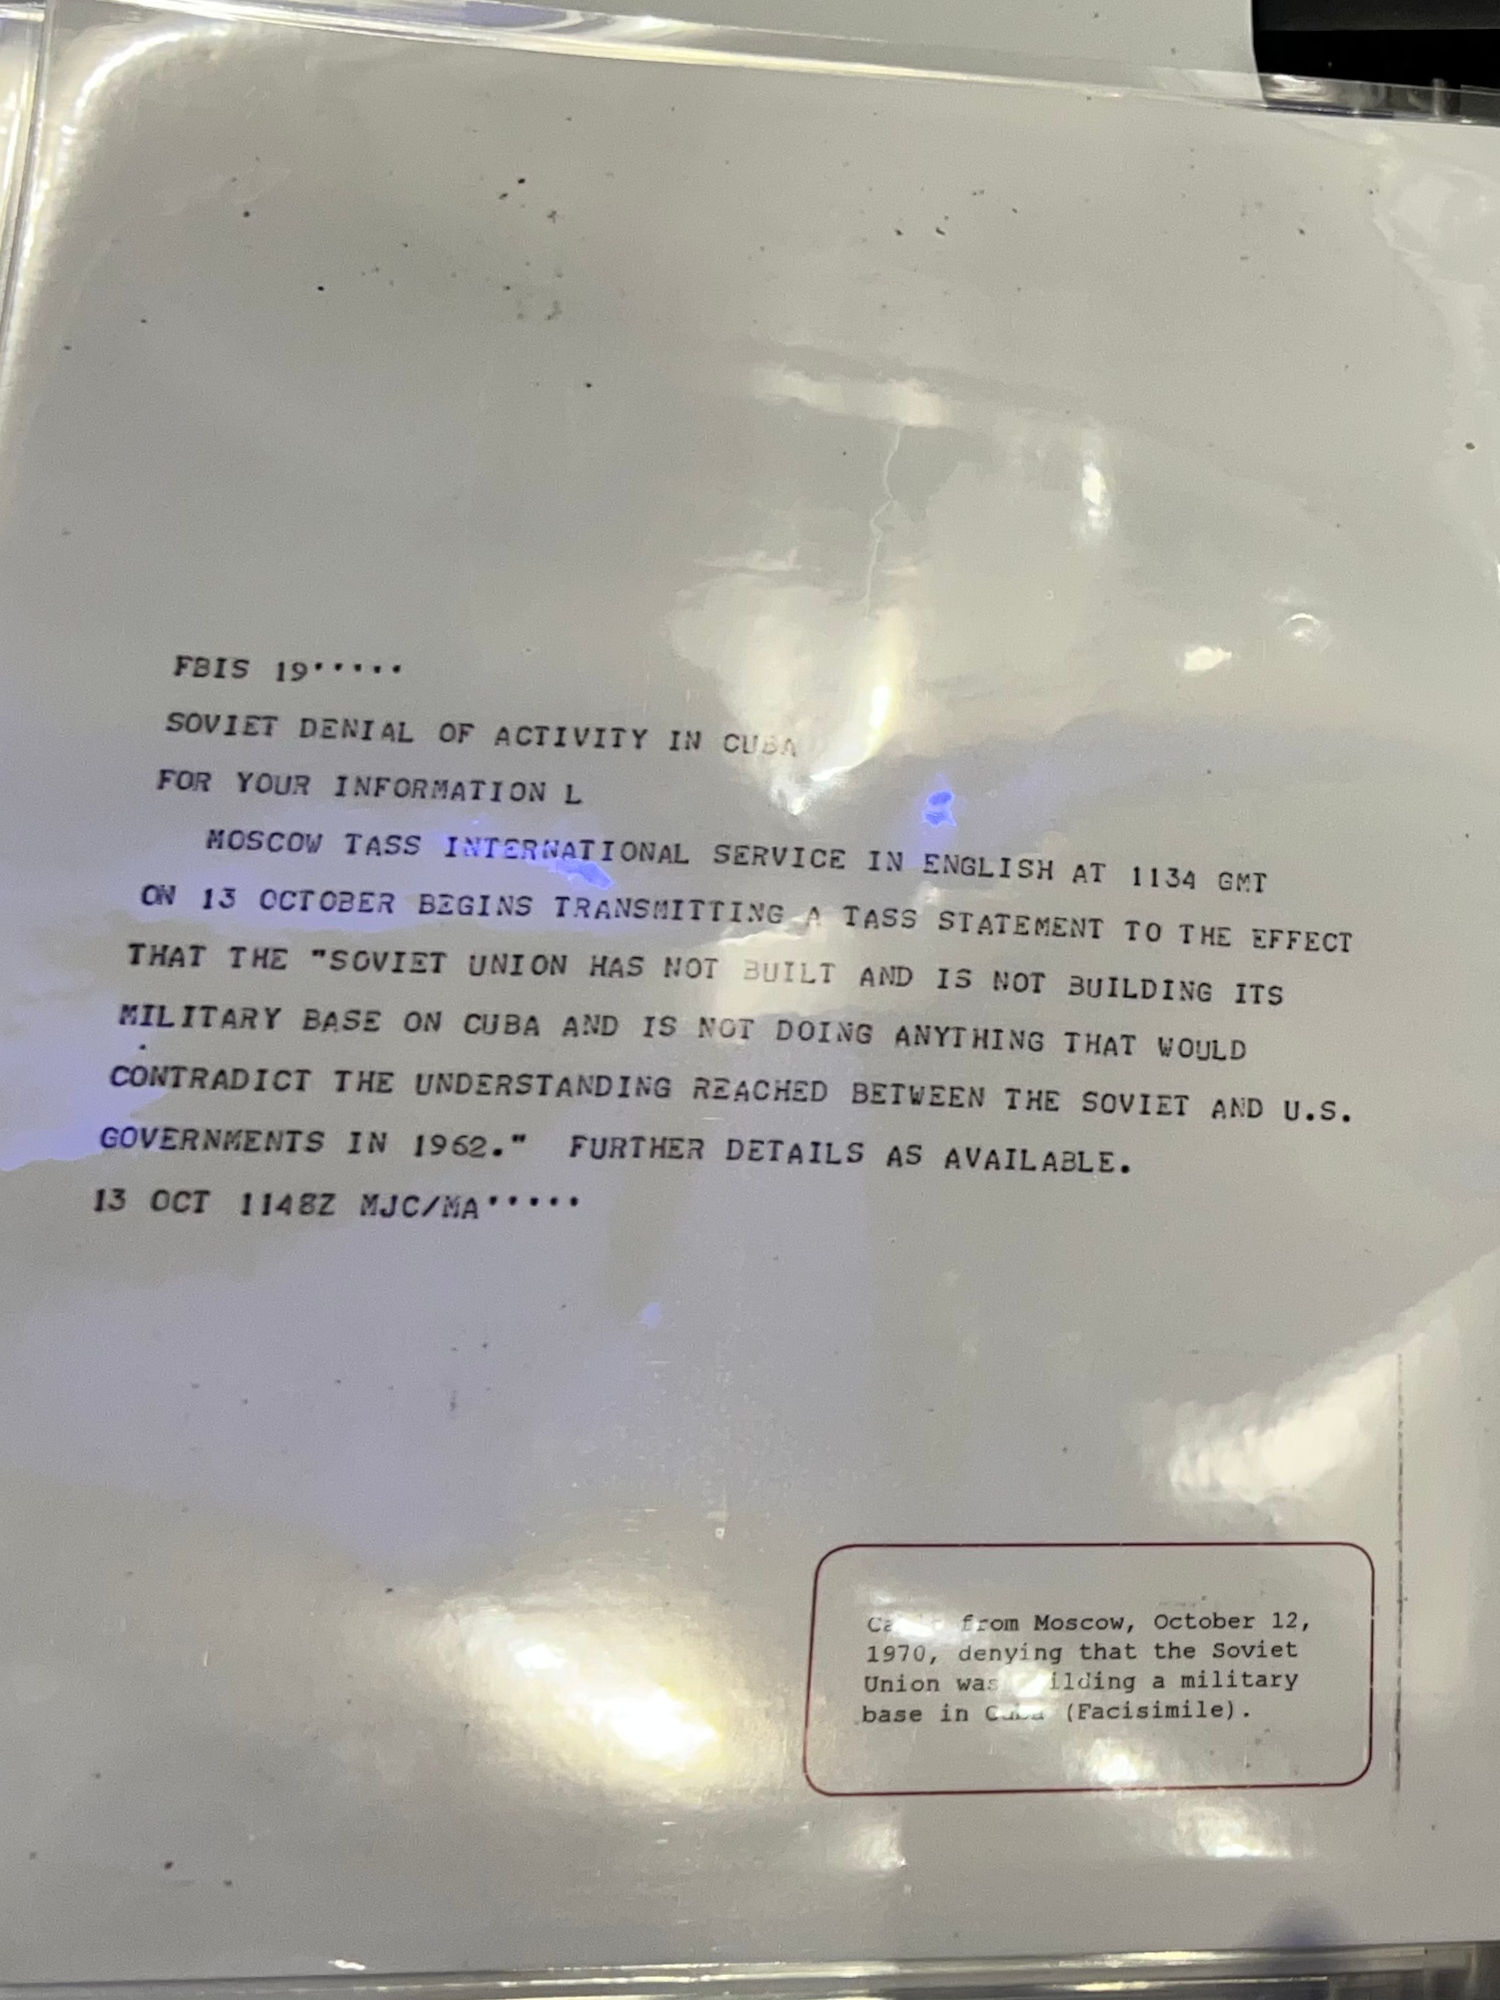 FBIS 19·····
SOVIET DENIAL OF ACTIVITY IN CUBA
FOR YOUR INFORMATION L
MOSCOW TASS INTERNATIONAL SERVICE IN ENGLISH AT 1134 GMT
ON 13 OCTOBER BEGINS TRANSMITTING A TASS STATEMENT TO THE EFFECT
THAT THE "SOVIET UNION HAS NOT BUILT AND IS NOT BUILDING ITS
MILITARY BASE ON CUBA AND IS NOT DOING ANYTHING THAT WOULD
CONTRADICT THE UNDERSTANDING REACHED BETWEEN THE SOVIET AND U.S.
GOVERNMENTS IN 1962." FURTHER DETAILS AS AVAILABLE.
13 OCT 1148Z MJC/MA·····
from Moscow, October 12,
1970, denying that the Soviet
Union was building a military
base in Cuba (Facisimile).